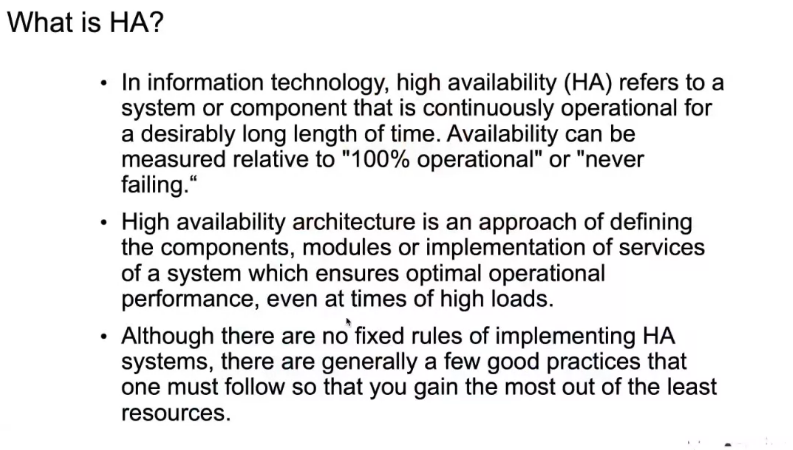 What is HA?
• In information technology, high availability (HA) refers to a
system or component that is continuously operational for
a desirably long length of time. Availability can be
measured relative to "100% operational" or "never
failing.“
• High availability architecture is an approach of defining
the components, modules or implementation of services
of a system which ensures optimal operational
performance, even at times of high loads.
• Although there are no fixed rules of implementing HA
systems, there are generally a few good practices that
one must follow so that you gain the most out of the least
resources.